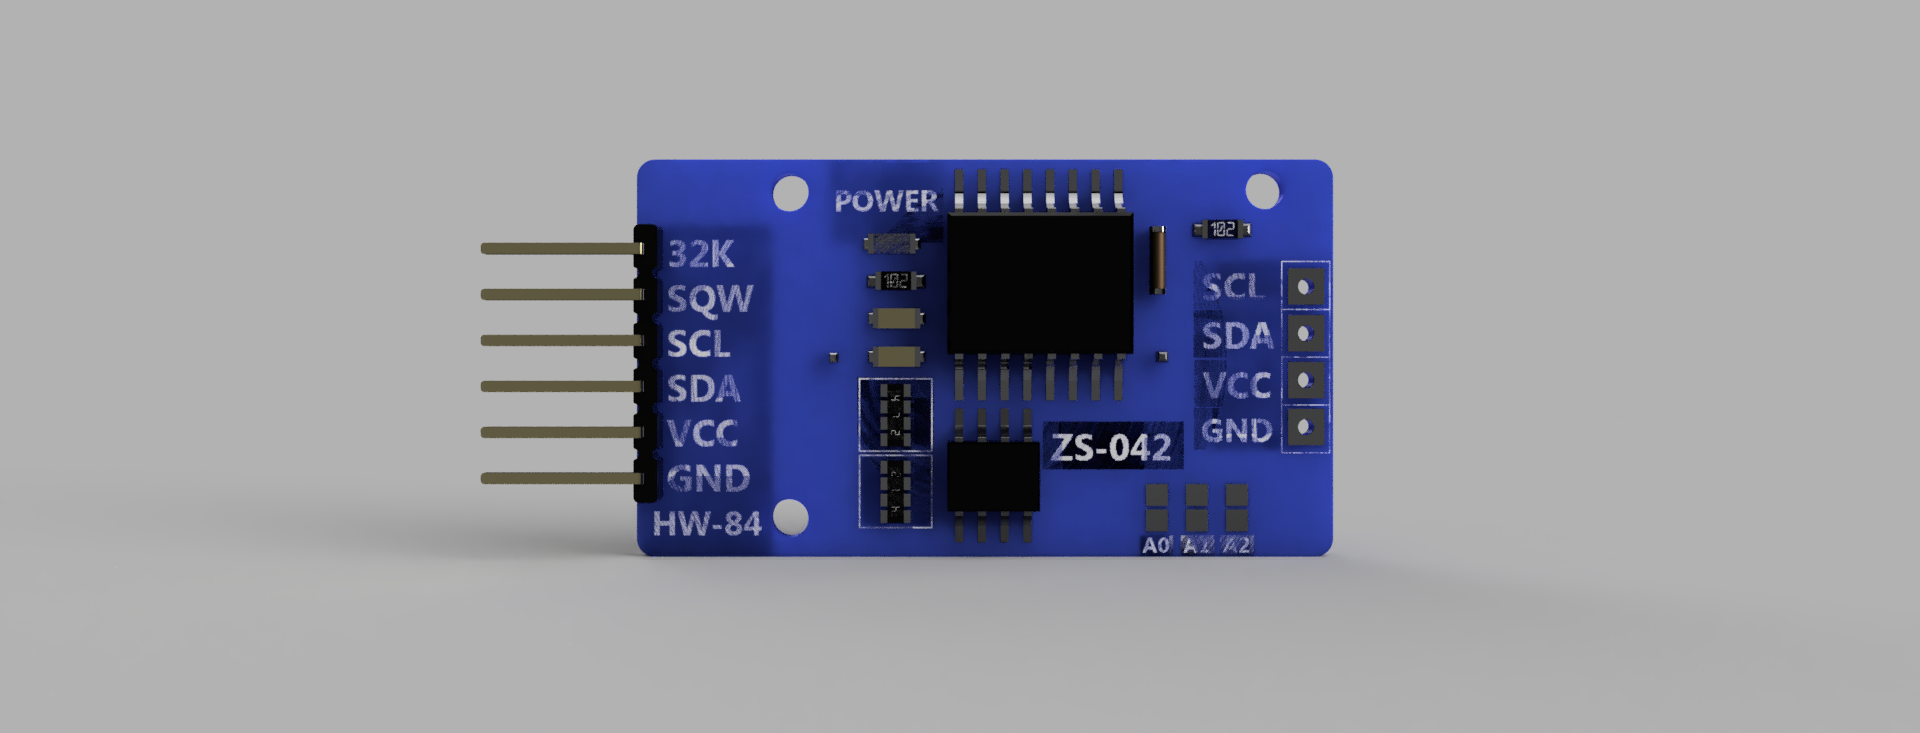 POWER
102
32K
SQW
SCL
SDA
VCC
GND
HW-84
102
SCL
SDA
VCC
GND
ZS-042
A0 A1 A2